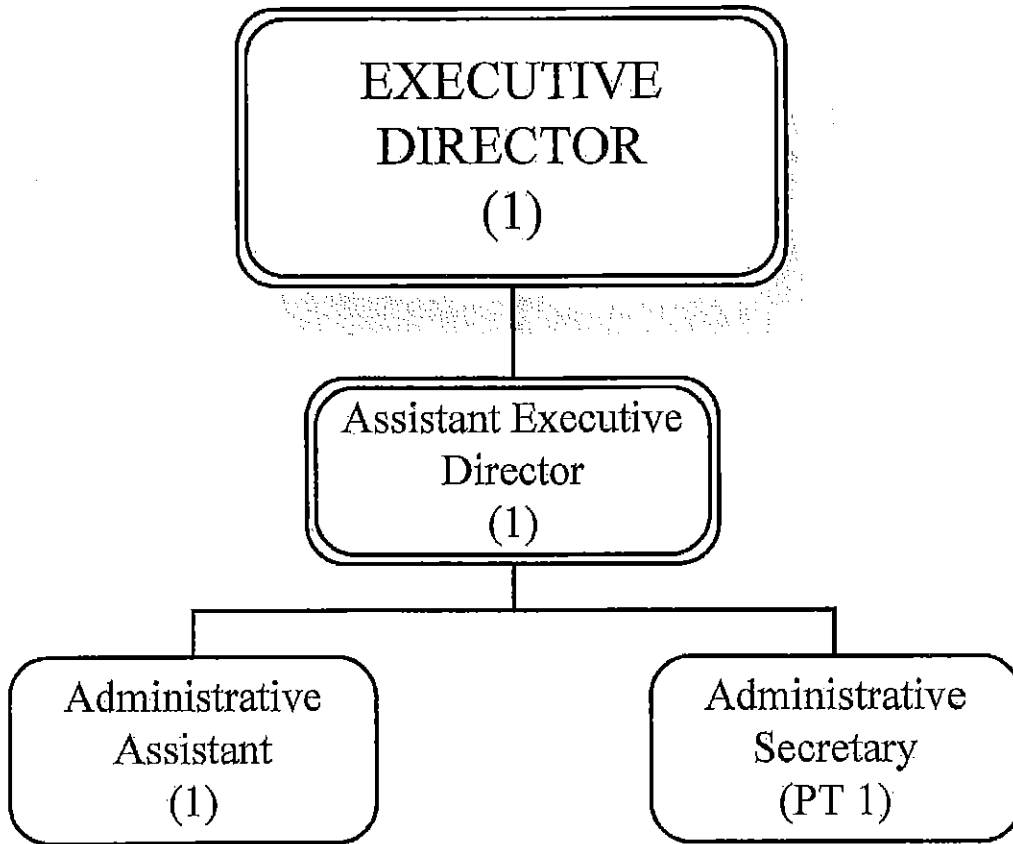 EXECUTIVE
DIRECTOR
(1)
Assistant Executive
Director
(1)
Administrative
Assistant
(1)
Administrative
Secretary
(PT 1)